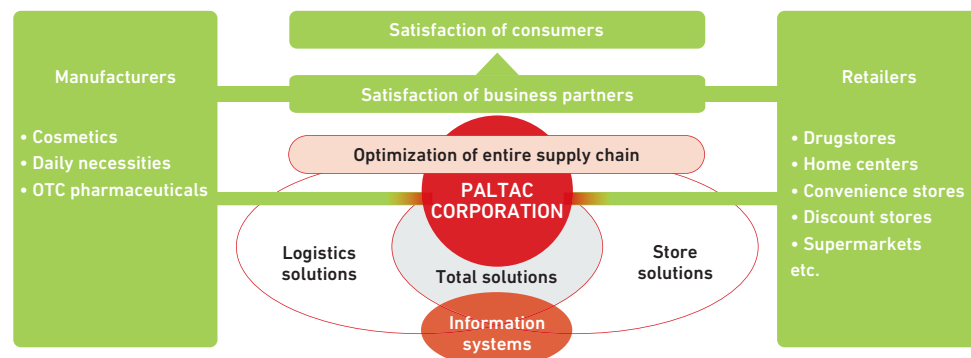 Manufacturers
• Cosmetics
• Daily necessities
• OTC pharmaceuticals
Satisfaction of consumers
Satisfaction of business partners
Optimization of entire supply chain
PALTAC
CORPORATION
Logistics
solutions
Total solutions
Store
solutions
Information
systems
Retailers
• Drugstores
• Home centers
• Convenience stores
• Discount stores
• Supermarkets
etc.